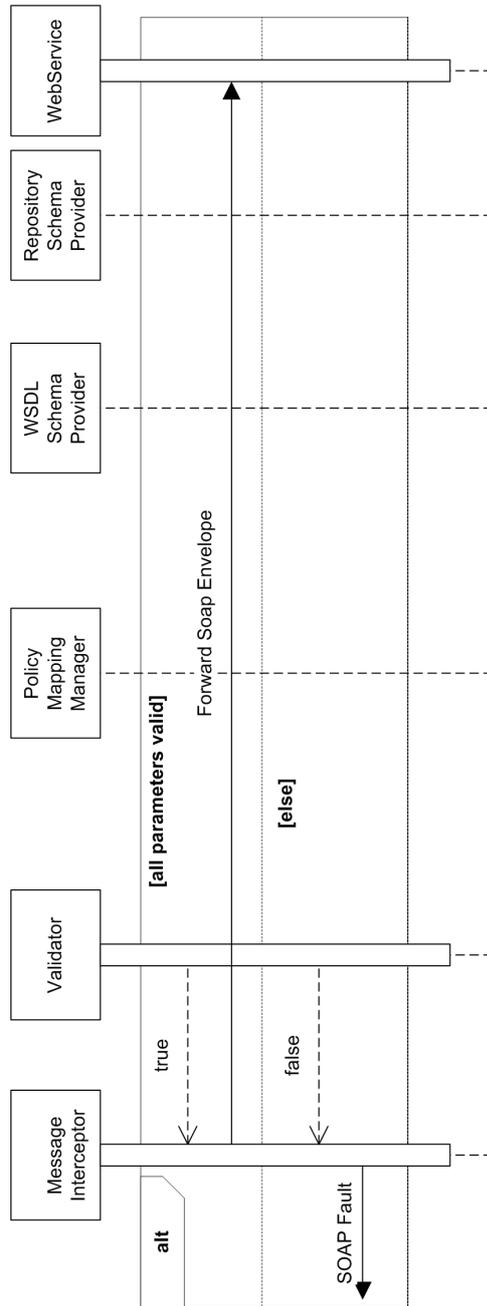 Message
Interceptor
Validator
Policy
Mapping
Manager
WSDL
Schema
Provider
Repository
Schema
Provider
WebService
alt
[all parameters valid]
true
Forward Soap Envelope
[else]
false
SOAP Fault